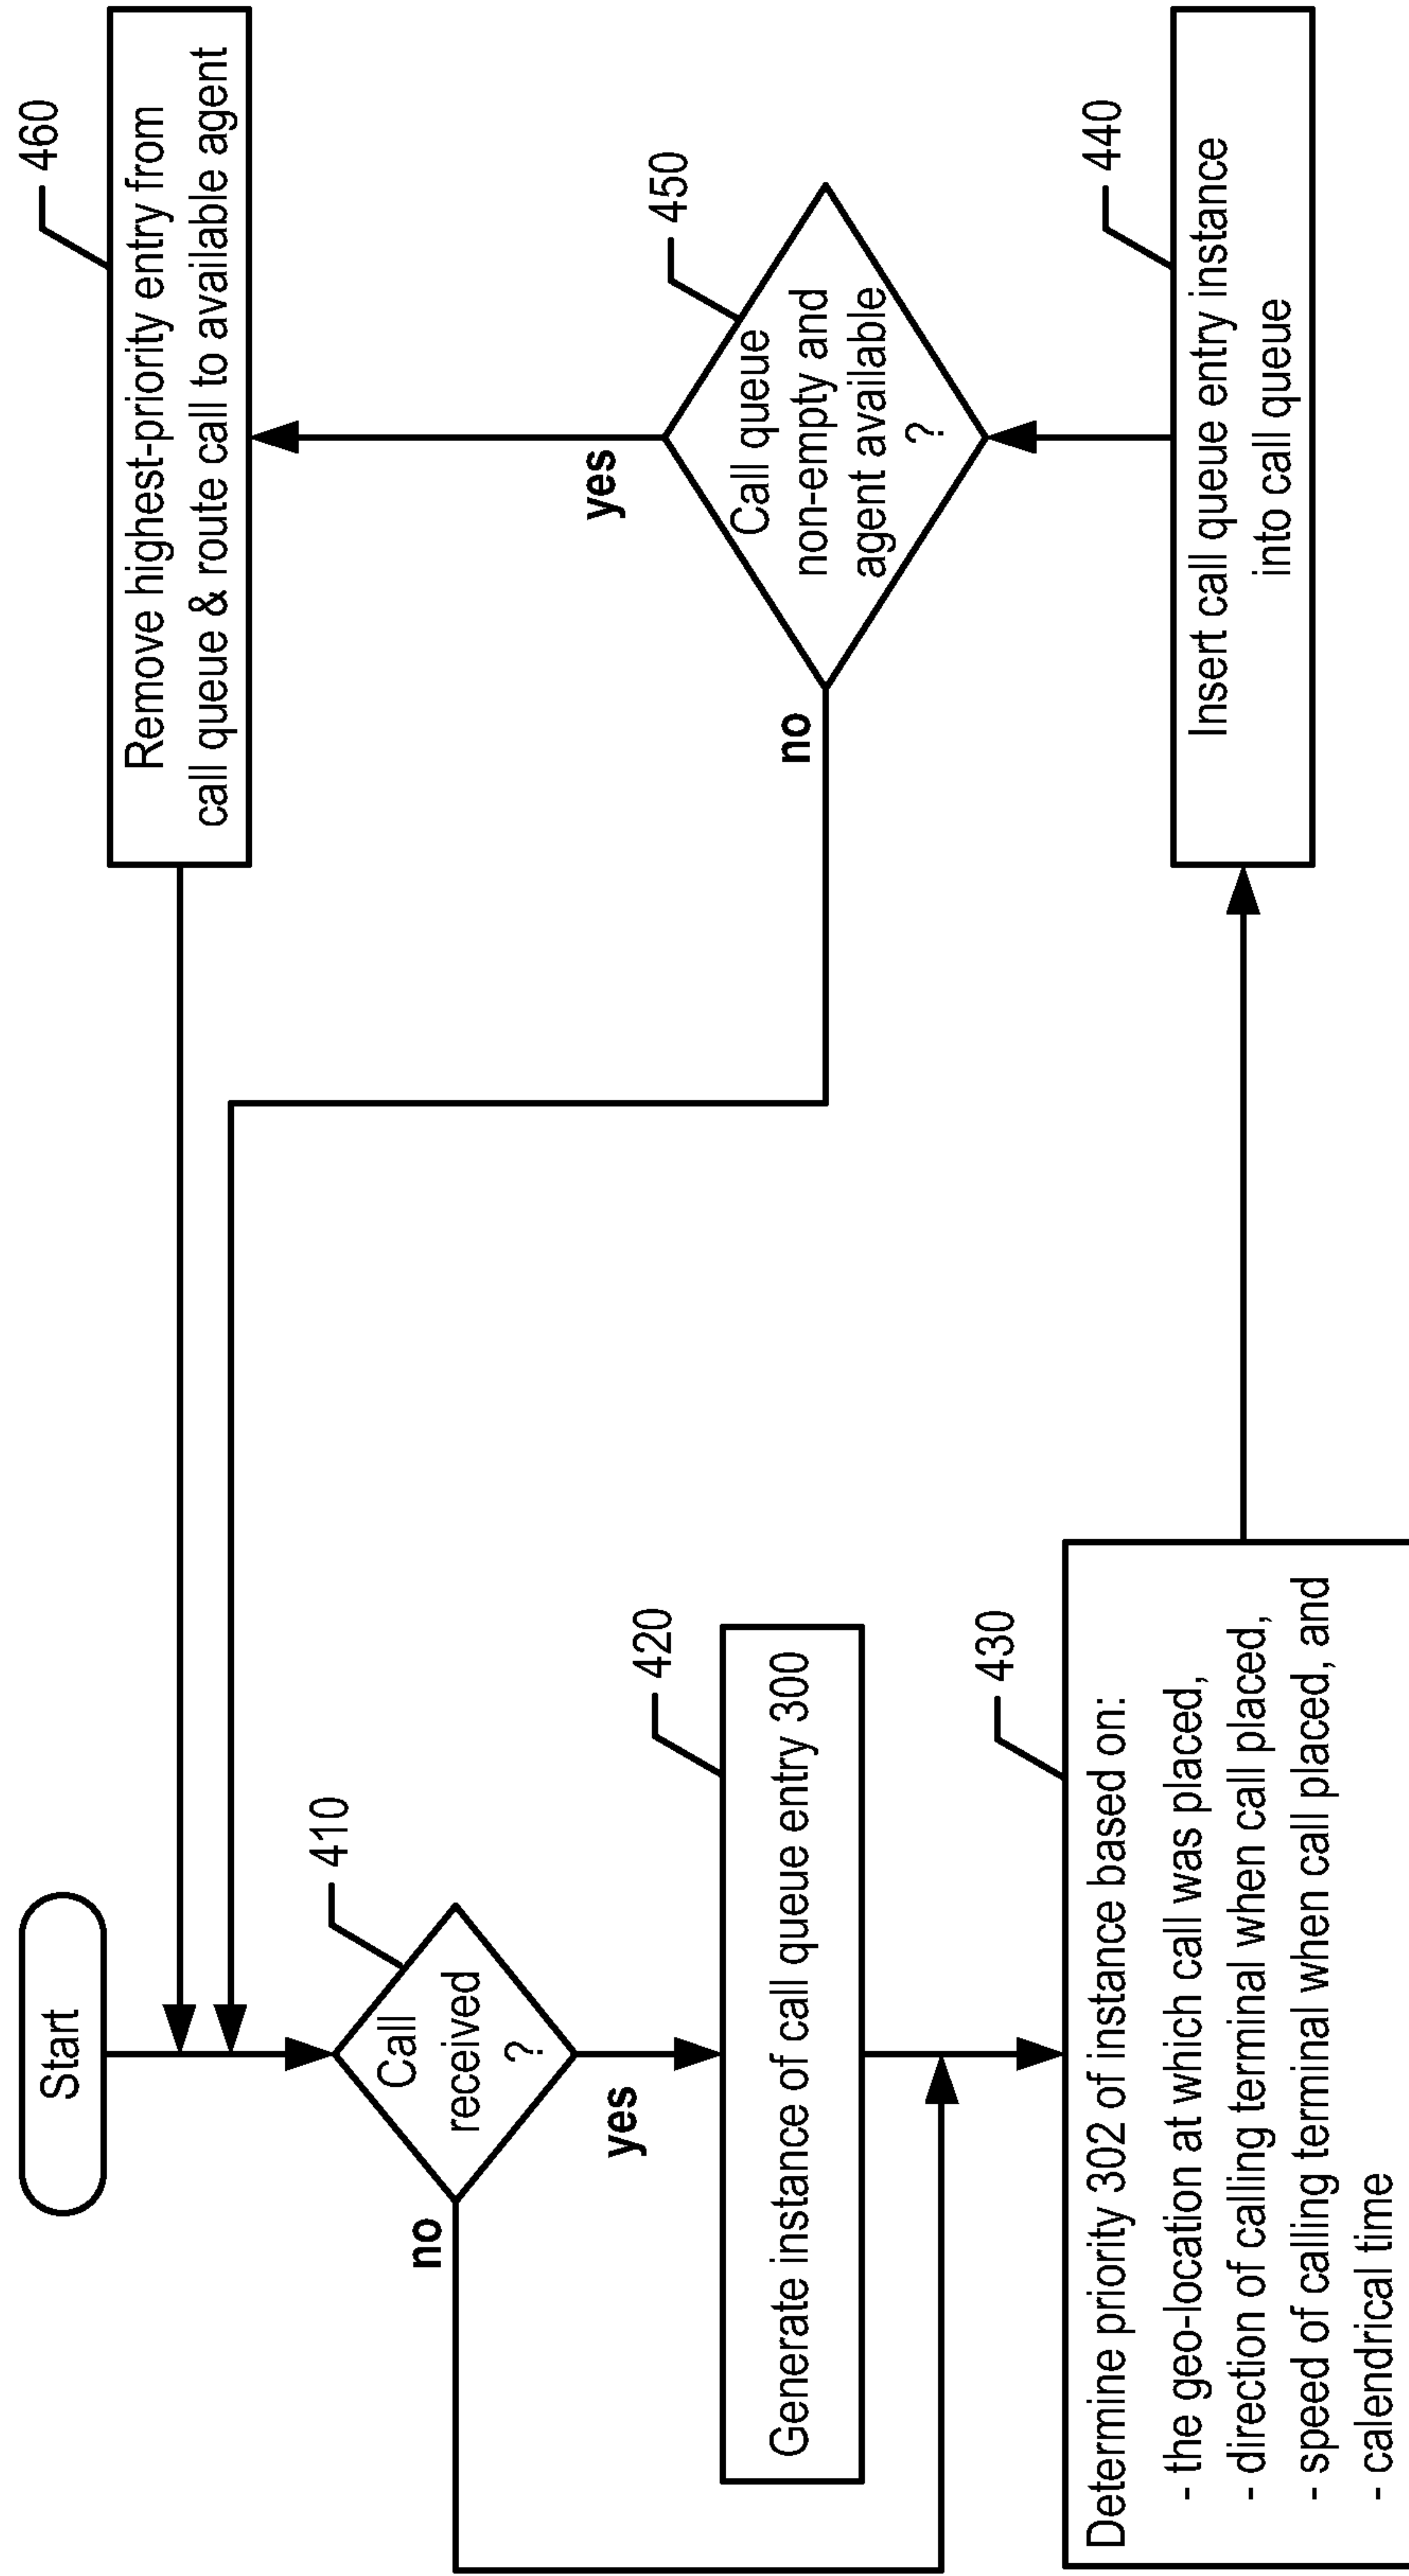 Start
410
Call
received
?
no
yes
420
Generate instance of call queue entry 300
430
Determine priority 302 of instance based on:
- the geo-location at which call was placed,
- direction of calling terminal when call placed,
- speed of calling terminal when call placed, and
- calendrical time
460
Remove highest-priority entry from
call queue & route call to available agent
450
Call queue
non-empty and
agent available
?
yes
no
440
Insert call queue entry instance
into call queue